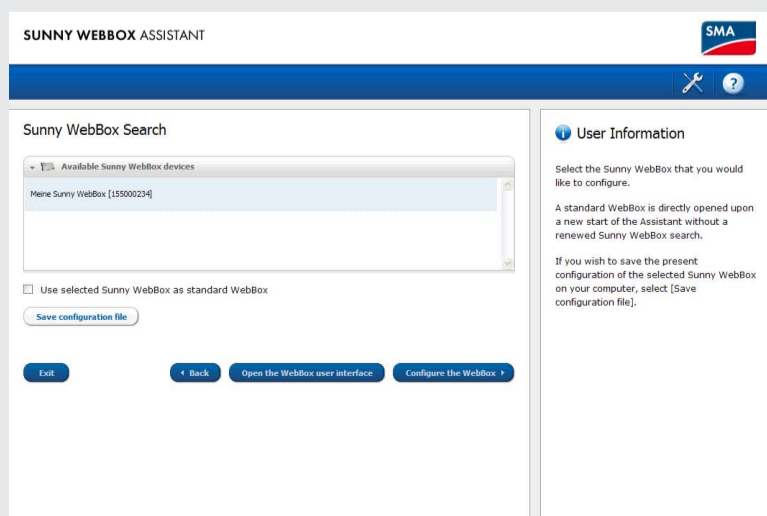 SUNNY WEBBOX ASSISTANT
SMA
?
Sunny WebBox Search
Available Sunny WebBox devices
Meine Sunny WebBox [155000234]
Use selected Sunny WebBox as standard WebBox
Save configuration file
Exit
Back
Open the WebBox user interface
Configure the WebBox
i User Information
Select the Sunny WebBox that you would
like to configure.
A standard WebBox is directly opened upon
a new start of the Assistant without a
renewed Sunny WebBox search.
If you wish to save the present
configuration of the selected Sunny WebBox
on your computer, select [Save
configuration file].